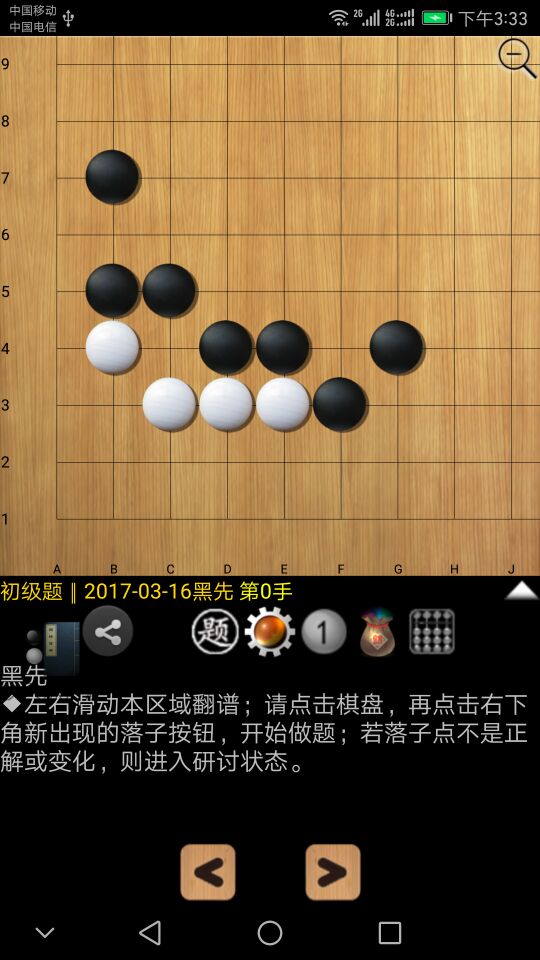 中国移动
中国电信
2G 4G 2G 下午3:33
9
8
7
6
5
4
3
2
1
A B C D E F G H J
初级题 ‖ 2017-03-16黑先 第0手
题 1
黑先
◆左右滑动本区域翻谱；请点击棋盘，再点击右下
角新出现的落子按钮，开始做题；若落子点不是正
解或变化，则进入研讨状态。